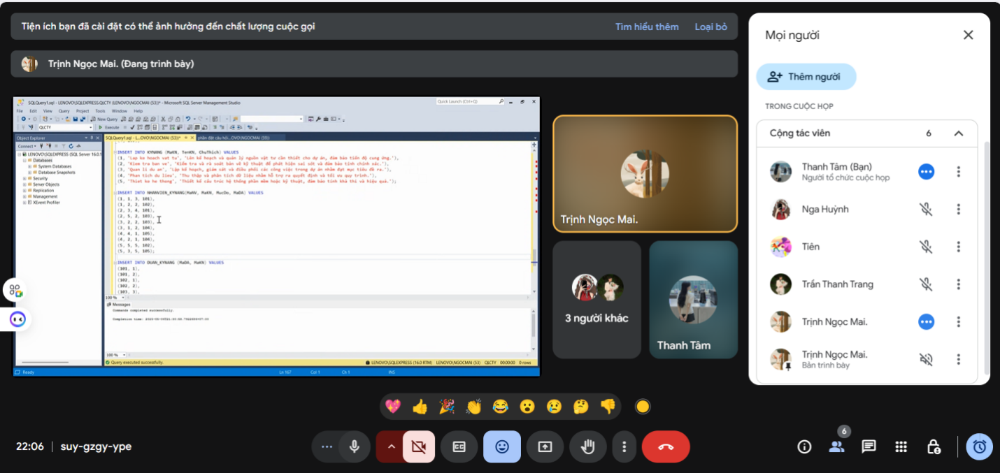 Tiện ích bạn đã cài đặt có thể ảnh hưởng đến chất lượng cuộc gọi
Tìm hiểu thêm
Loại bỏ
Trịnh Ngọc Mai. (Đang trình bày)
SQLQuery1.sql - LENOVO\SQLEXPRESS.QLCTY (LENOVO\NGOCMAI (53))* - Microsoft SQL Server Management Studio
Quick Launch (Ctrl+Q)
File Edit View Query Project Tools Window Help
New Query
QLCTY
Execute
Object Explorer
SQLQuery1.sql - L...OVO\NGOCMAI (53))*
Connect
LENOVO\SQLEXPRESS (SQL Server 16.0.1
Databases
System Databases
Database Snapshots
Security
Server Objects
Replication
Management
XEvent Profiler
INSERT INTO KYNANG (MaKN, TenKN, ChuThich) VALUES
(1, 'Lap ke hoach vat tu', 'Lên kế hoạch và quản lý nguồn vật tư cần thiết cho dự án, đảm bảo tiến độ cung ứng.'),
(2, 'Kiem tra ban ve', 'Kiểm tra và rà soát bản vẽ kỹ thuật để phát hiện sai sót và đảm bảo tính chính xác.'),
(3, 'Quan li du an', 'Lập kế hoạch, giám sát và điều phối các công việc trong dự án nhằm đạt mục tiêu đã ra.'),
(4, 'Phan tich du lieu', 'Thu thập và phân tích dữ liệu nhằm hỗ trợ ra quyết định và tối ưu quy trình.'),
(5, 'Thiet ke he thong', 'Thiết kế cấu trúc hệ thống phần mềm hoặc kỹ thuật, đảm bảo tính khả thi và hiệu quả.');
INSERT INTO NHANVIEN_KYNANG(MaNV, MaKN, MucDo, MaDA) VALUES
(1, 1, 3, 101),
(1, 2, 2, 102),
(2, 3, 4, 101),
(2, 5, 2, 103),
(3, 2, 2, 103),
(3, 1, 2, 104),
(4, 4, 1, 105),
(4, 2, 1, 104),
(5, 5, 5, 102),
(5, 3, 5, 105);
INSERT INTO DUAN_KYNANG (MaDA, MaKN) VALUES
(101, 1),
(101, 2),
(102, 1),
(102, 2),
(103, 3),
100 %
Messages
Commands completed successfully.
100 %
Query executed successfully.
LENOVO\SQLEXPRESS (16.0 RTM)
LENOVO\NGOCMAI (53)
QLCTY
00:00:00
0 rows
Ready
Ln 167
Col 1
Ch 1
INS
Trịnh Ngọc Mai.
3 người khác
Thanh Tâm
Mọi người
Thêm người
TRONG CUỘC HỌP
Cộng tác viên
6
Thanh Tâm (Bạn)
Người tổ chức cuộc họp
Nga Huỳnh
Tiên
Trần Thanh Trang
Trịnh Ngọc Mai.
Trịnh Ngọc Mai.
Bản trình bày
22:06 | suy-gzgy-ype
6